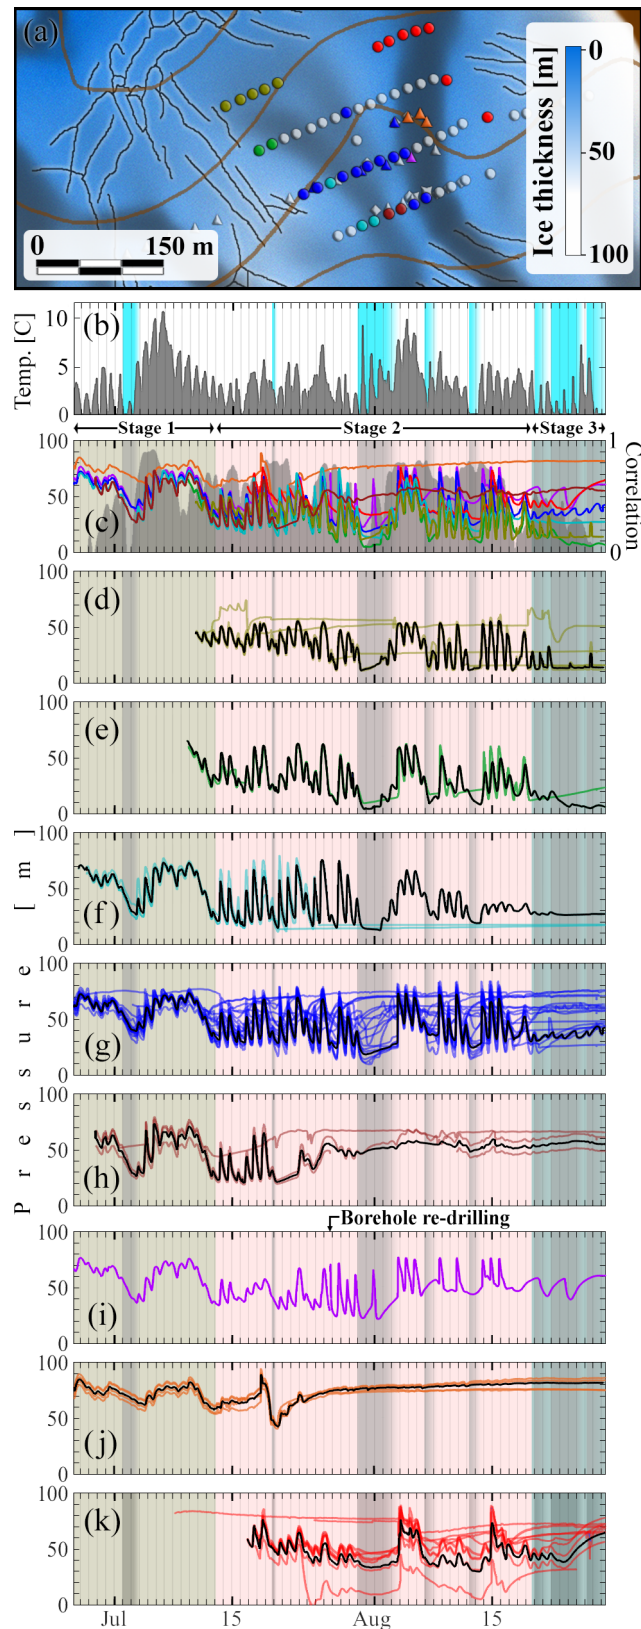 (a)
0 150 m
Ice thickness [m]
0
50
100
Temp. [C]
10
5
0
(b)
Stage 1 Stage 2 Stage 3
100
50
0
(c)
1
0
Correlation
100
50
0
(d)
100
50
0
(e)
100
50
0
(f)
100
50
0
(g)
100
50
0
(h)
Borehole re-drilling
100
50
0
(i)
100
50
0
(j)
100
50
0
(k)
Pressure [m]
Jul 15 Aug 15